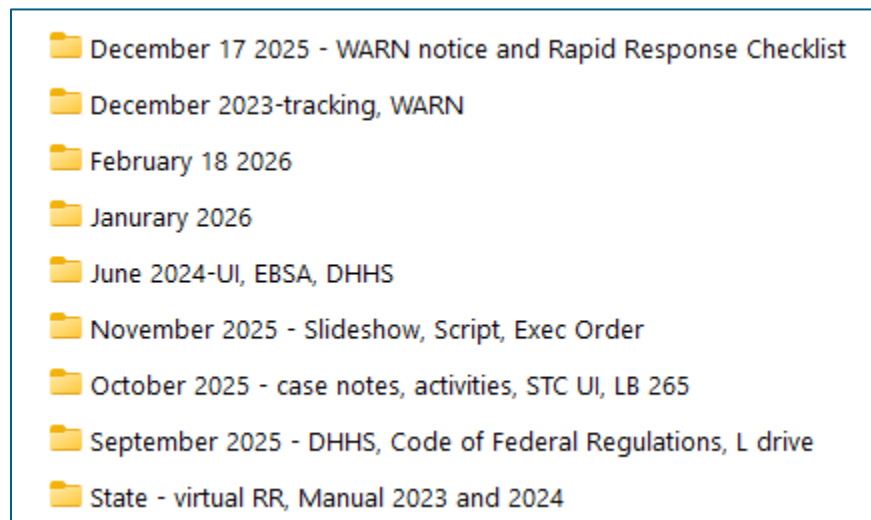 December 17 2025 - WARN notice and Rapid Response Checklist
December 2023-tracking, WARN
February 18 2026
Janurary 2026
June 2024-UI, EBSA, DHHS
November 2025 - Slideshow, Script, Exec Order
October 2025 - case notes, activities, STC UI, LB 265
September 2025 - DHHS, Code of Federal Regulations, L drive
State - virtual RR, Manual 2023 and 2024